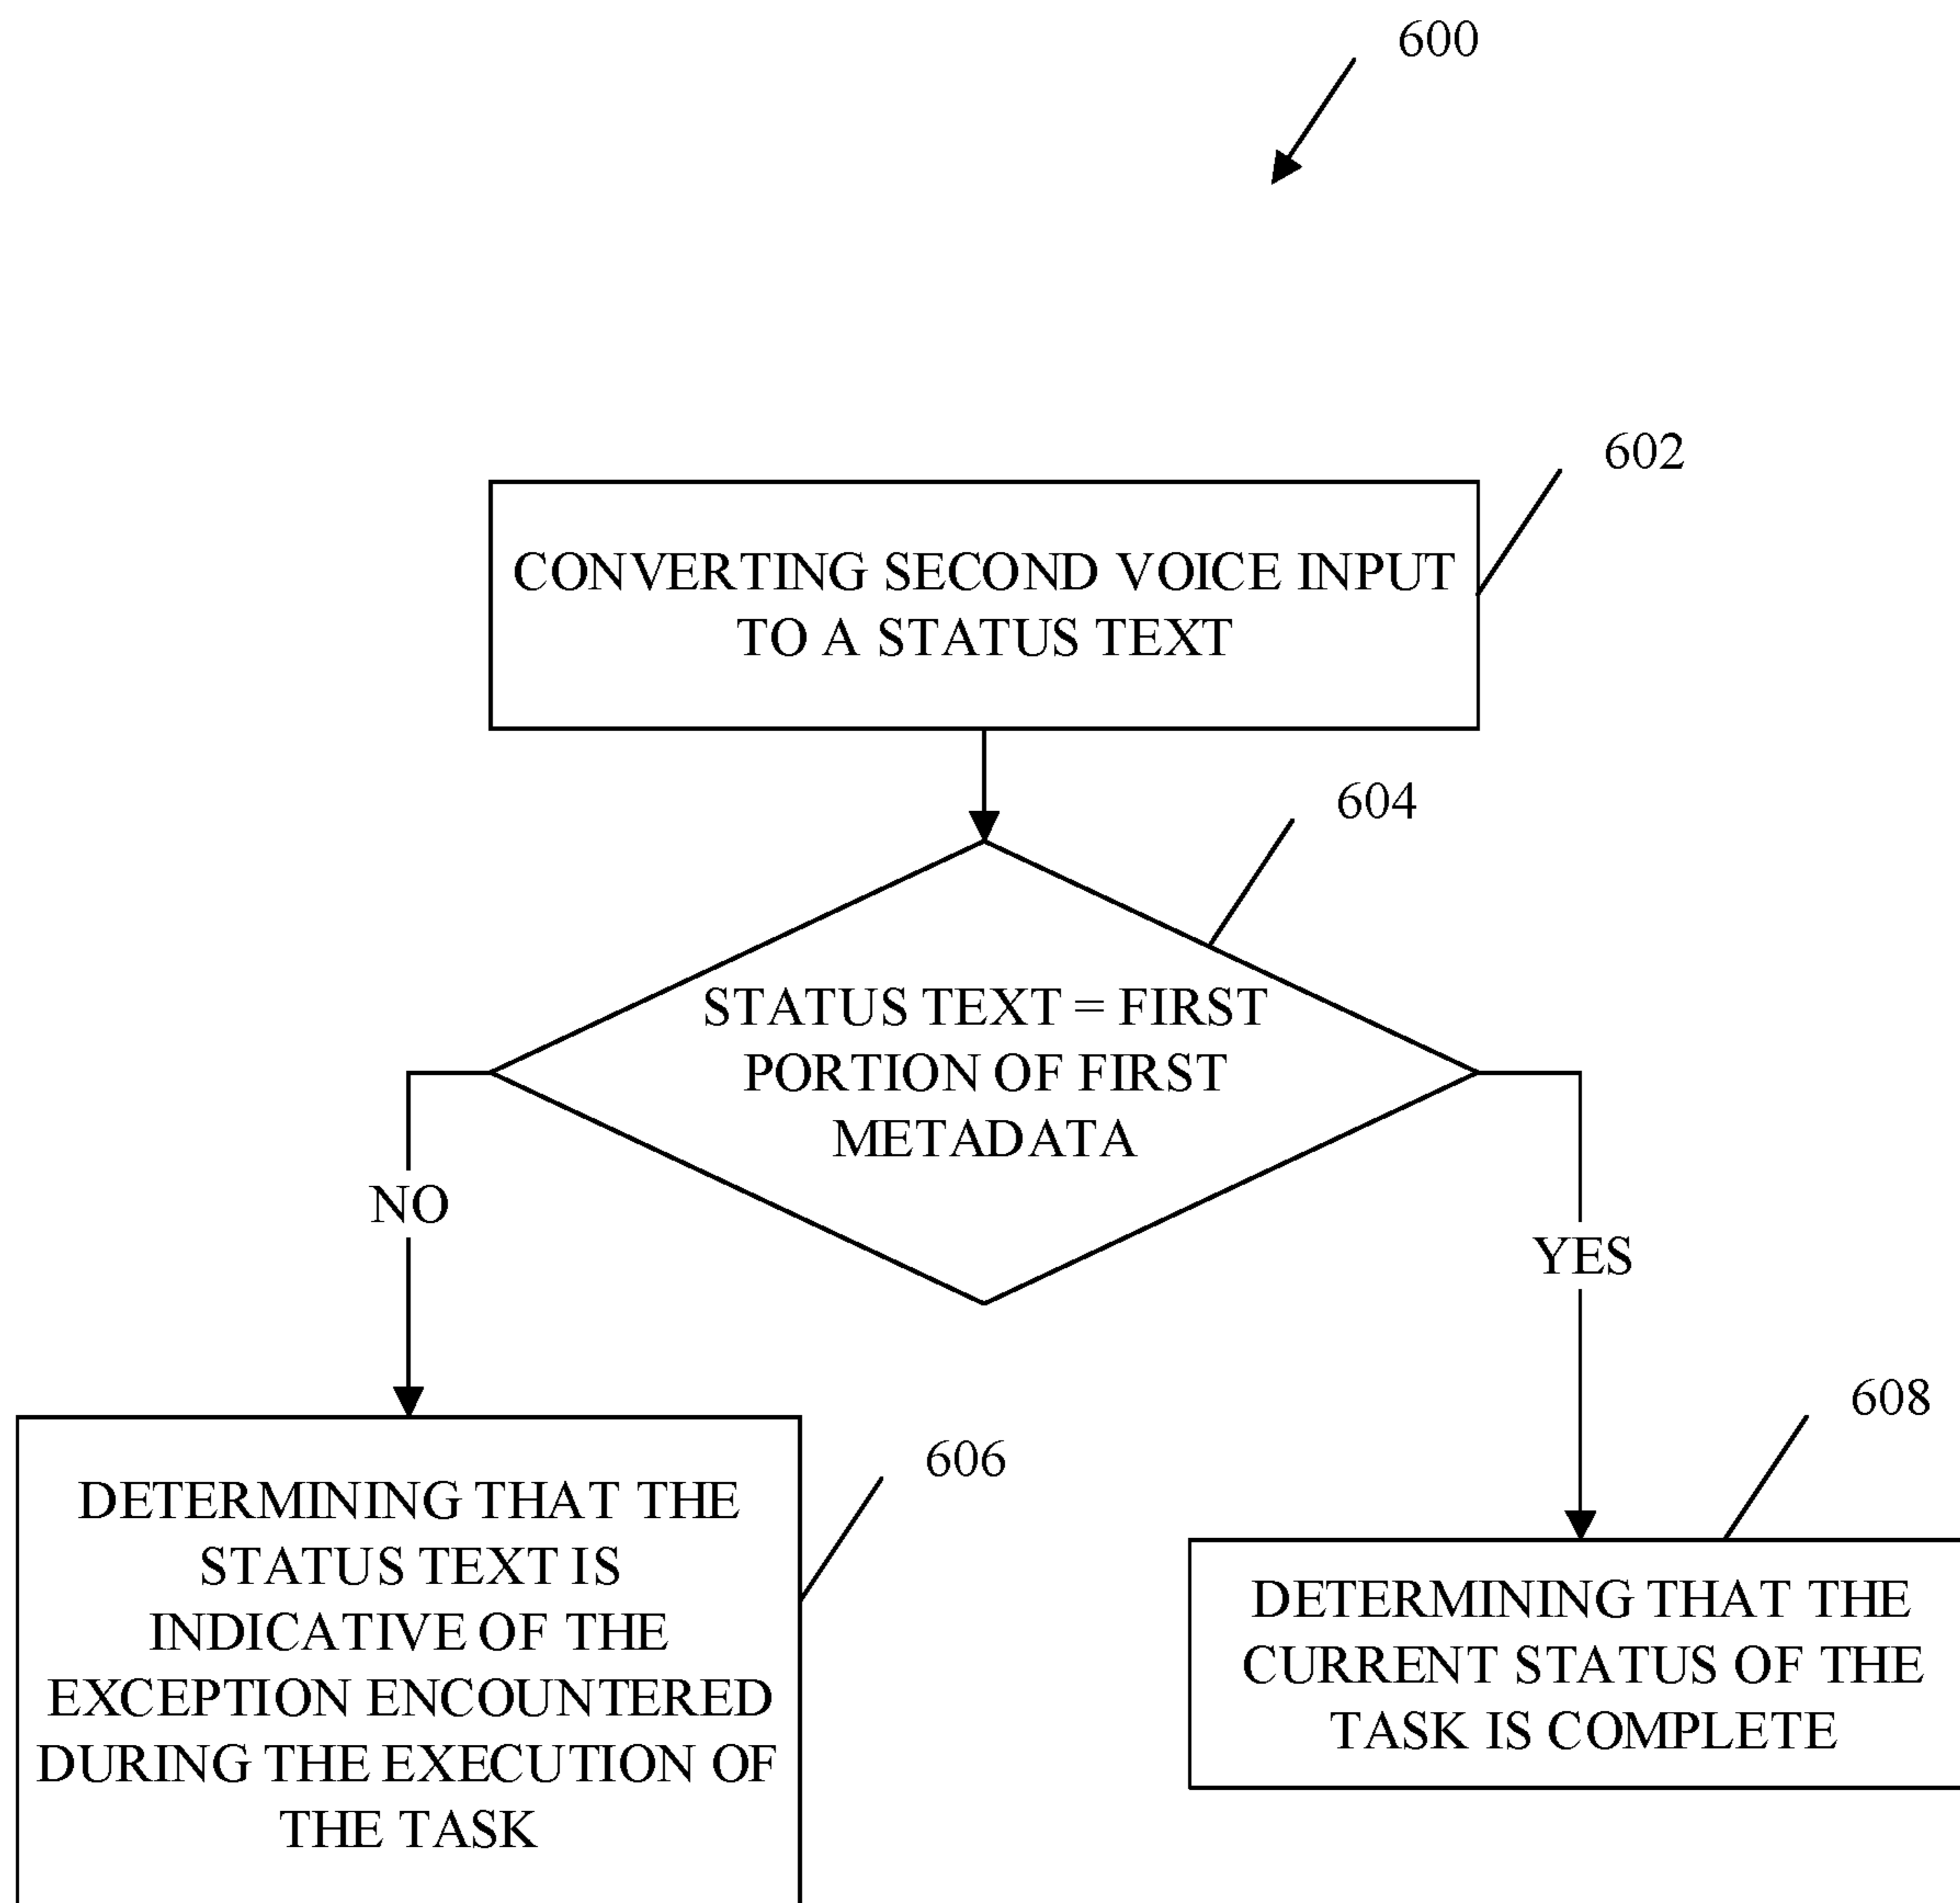 600
602
CONVERTING SECOND VOICE INPUT
TO A STATUS TEXT
604
STATUS TEXT = FIRST
PORTION OF FIRST
METADATA
NO
YES
606
DETERMINING THAT THE
STATUS TEXT IS
INDICATIVE OF THE
EXCEPTION ENCOUNTERED
DURING THE EXECUTION OF
THE TASK
608
DETERMINING THAT THE
CURRENT STATUS OF THE
TASK IS COMPLETE